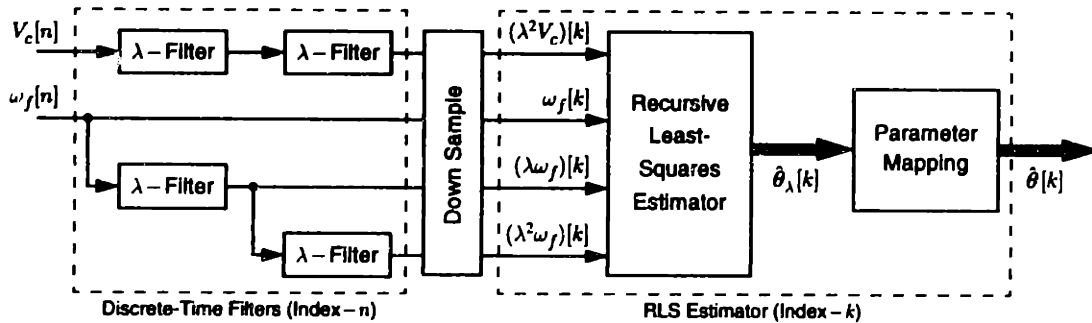 V_c[n]
λ – Filter
λ – Filter
(λ²V_c)[k]
ω_f[n]
ω_f[k]
Down Sample
Recursive
Least-
Squares
Estimator
Parameter
Mapping
λ – Filter
(λω_f)[k]
θ̂_λ[k]
θ̂[k]
λ – Filter
(λ²ω_f)[k]
Discrete-Time Filters (Index – n)
RLS Estimator (Index – k)